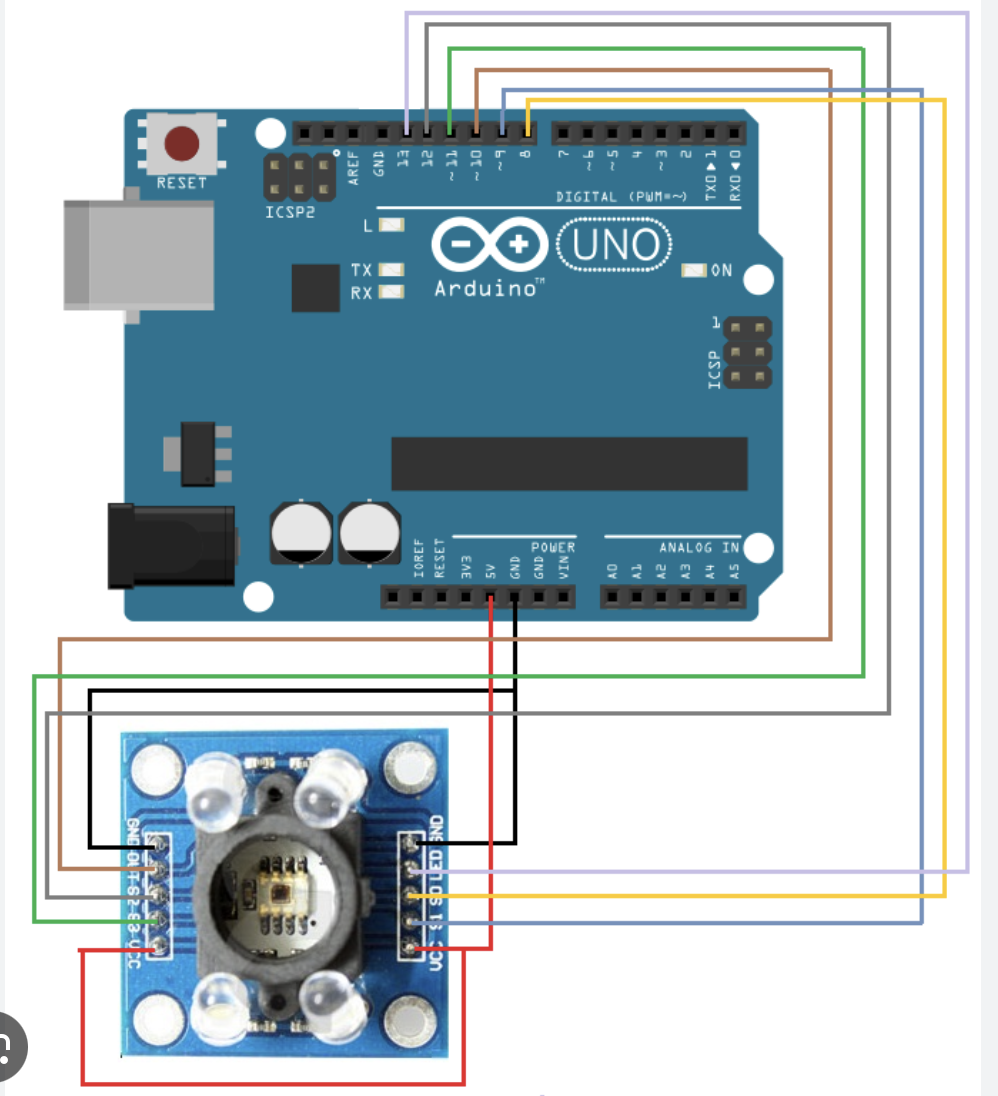 RESET
ICSP2
AREF
GND
13
12
~11
~10
~9
8
7
~6
~5
4
~3
2
TX0▶1
RX0◀0
DIGITAL (PWM=~)
L
TX
RX
Arduino™
UNO
ON
1
ICSP
POWER
ANALOG IN
IOREF
RESET
3V3
5V
GND
GND
VIN
A0
A1
A2
A3
A4
A5
GND
OUT
S2
S3
VCC
GND
LED
S0
S1
VCC